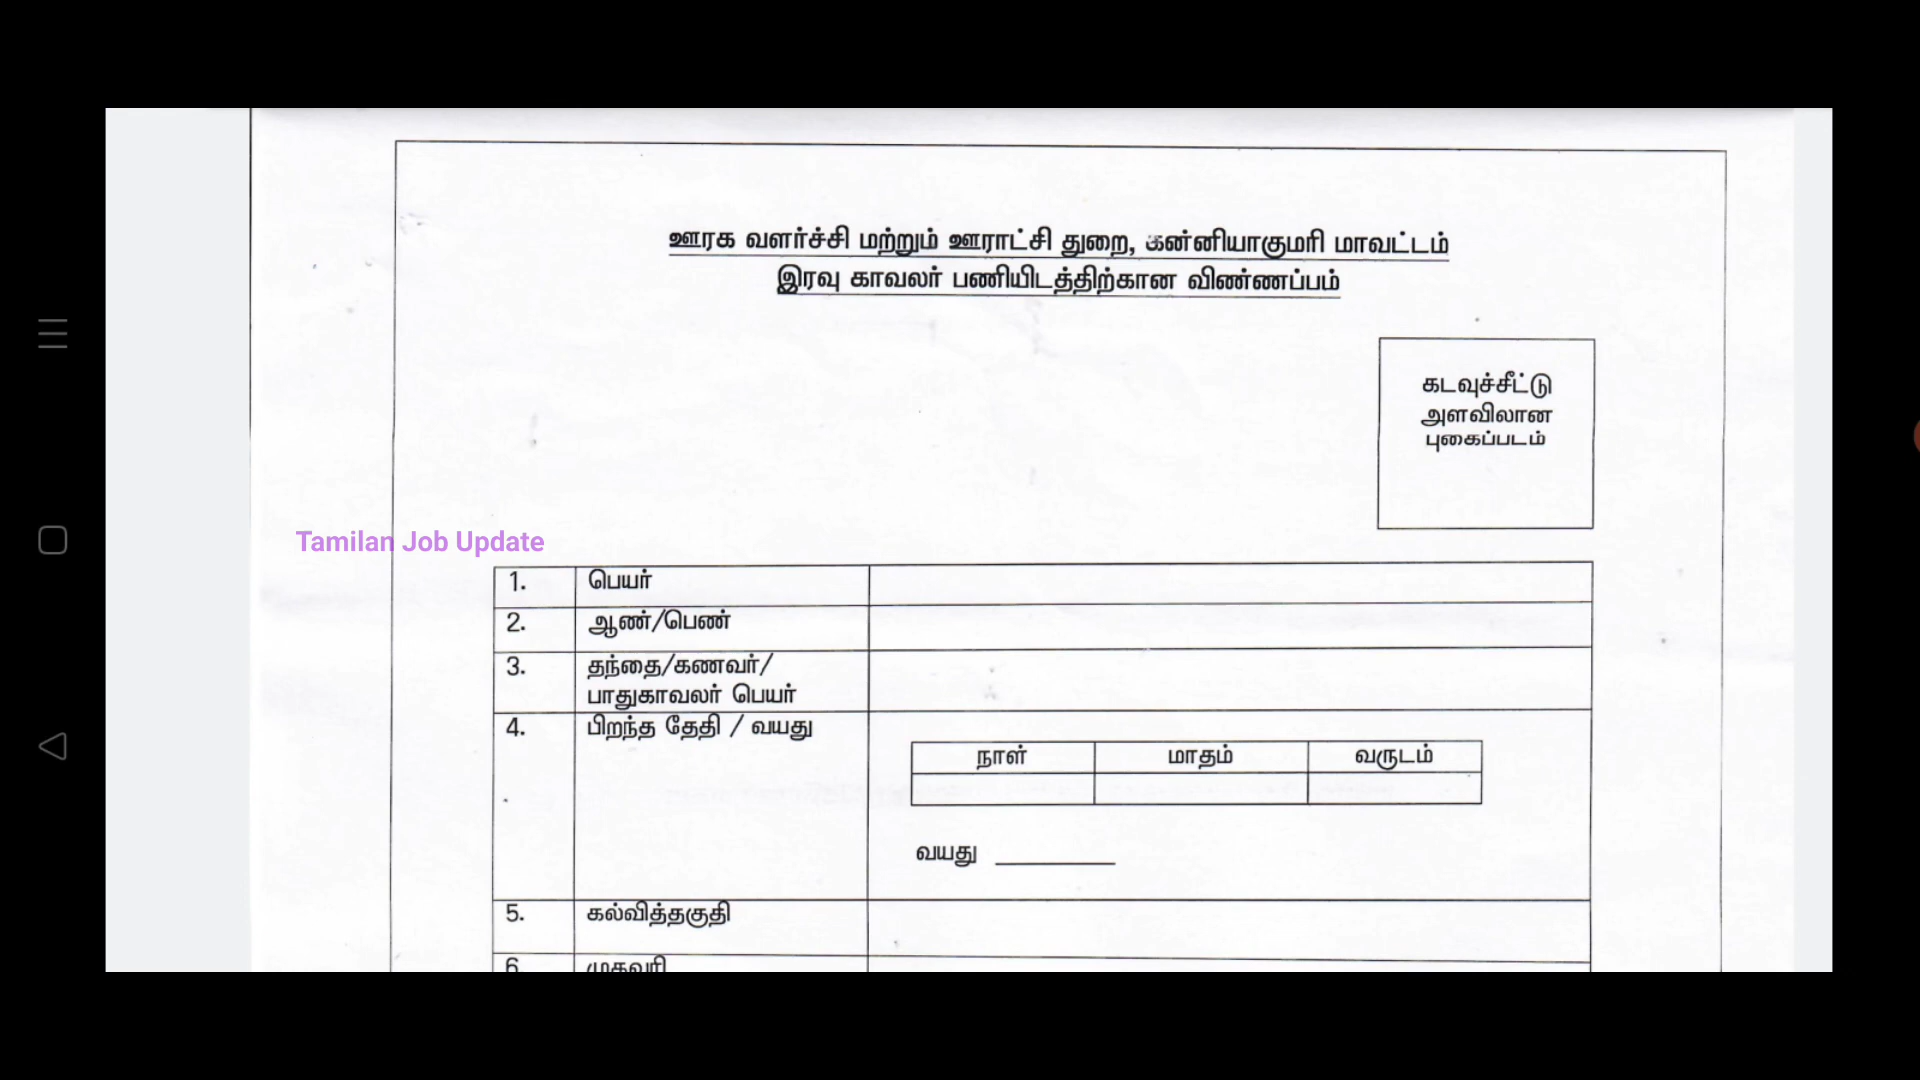 ஊரக வளர்ச்சி மற்றும் ஊராட்சி துறை, கன்னியாகுமரி மாவட்டம்
இரவு காவலர் பணியிடத்திற்கான விண்ணப்பம்
கடவுச்சீட்டு
அளவிலான
புகைப்படம்
Tamilan Job Update
1. பெயர்
2. ஆண்/பெண்
3. தந்தை/கணவர்/
பாதுகாவலர் பெயர்
4. பிறந்த தேதி / வயது
நாள் மாதம் வருடம்
வயது
5. கல்வித்தகுதி
6. முகவரி